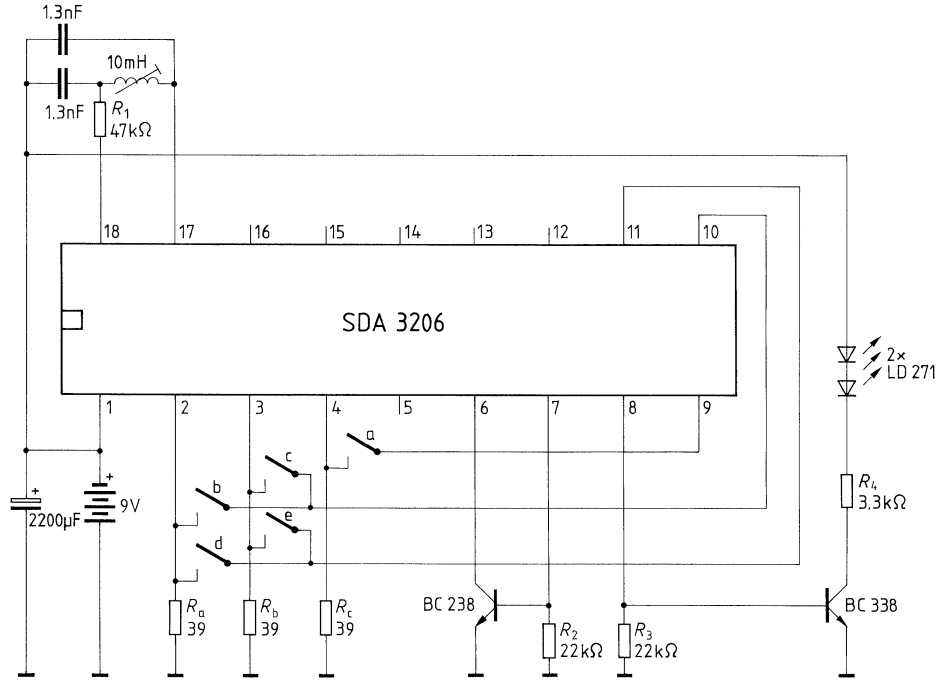 1.3nF
10mH
1.3nF
R1
47kΩ
18 17 16 15 14 13 12 11 10
SDA 3206
2×
LD 271
1 2 3 4 5 6 7 8 9
a
c
b
e
d
+
2200µF
+
9V
R4
3,3kΩ
Ra
39
Rb
39
Rc
39
BC 238
R2
22kΩ
R3
22kΩ
BC 338